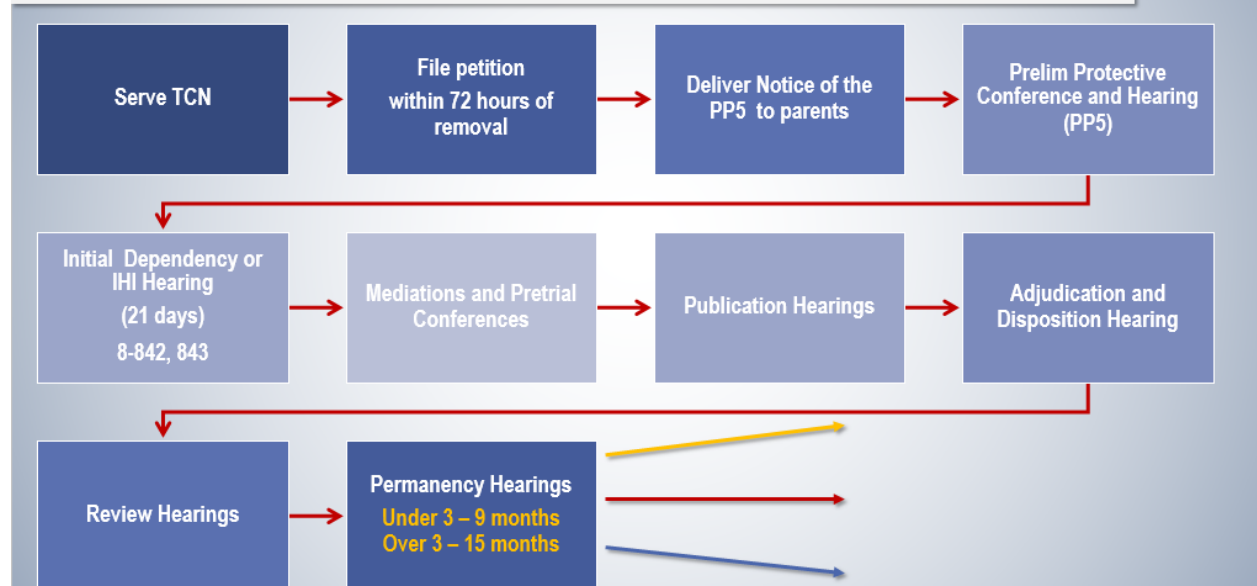 Serve TCN
File petition
within 72 hours of
removal
Deliver Notice of the
PP5 to parents
Prelim Protective
Conference and Hearing
(PP5)
Initial Dependency or
IHI Hearing
(21 days)
8-842, 843
Mediations and Pretrial
Conferences
Publication Hearings
Adjudication and
Disposition Hearing
Review Hearings
Permanency Hearings
Under 3 – 9 months
Over 3 – 15 months